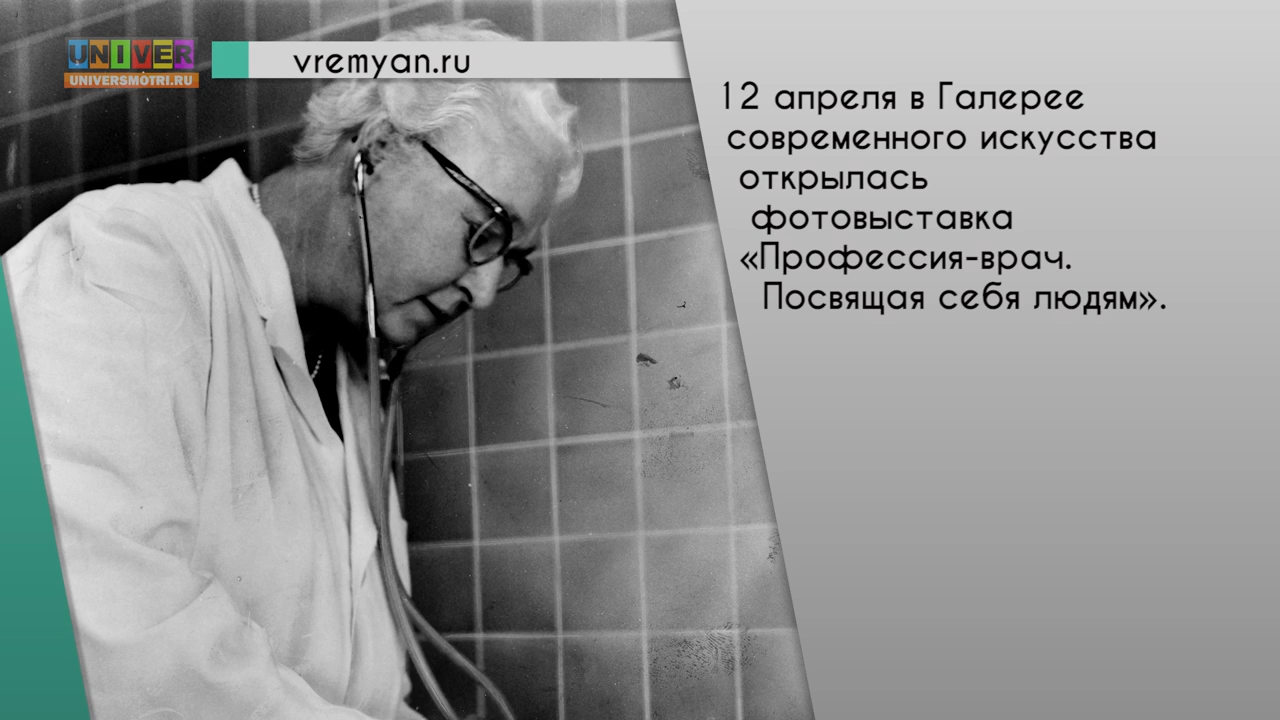 UNIVER
UNIVERSMOTRI.RU
vremyan.ru
12 апреля в Галерее
современного искусства
открылась
фотовыставка
«Профессия-врач.
Посвящая себя людям».